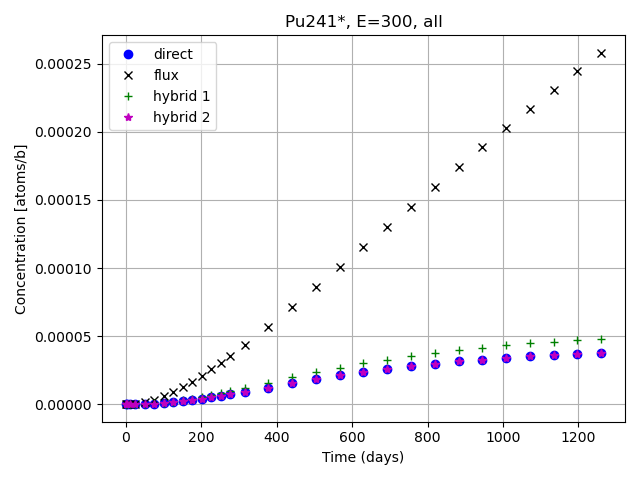 Pu241*, E=300, all
direct
flux
hybrid 1
hybrid 2
Concentration [atoms/b]
0.00025
0.00020
0.00015
0.00010
0.00005
0.00000
0 200 400 600 800 1000 1200
Time (days)